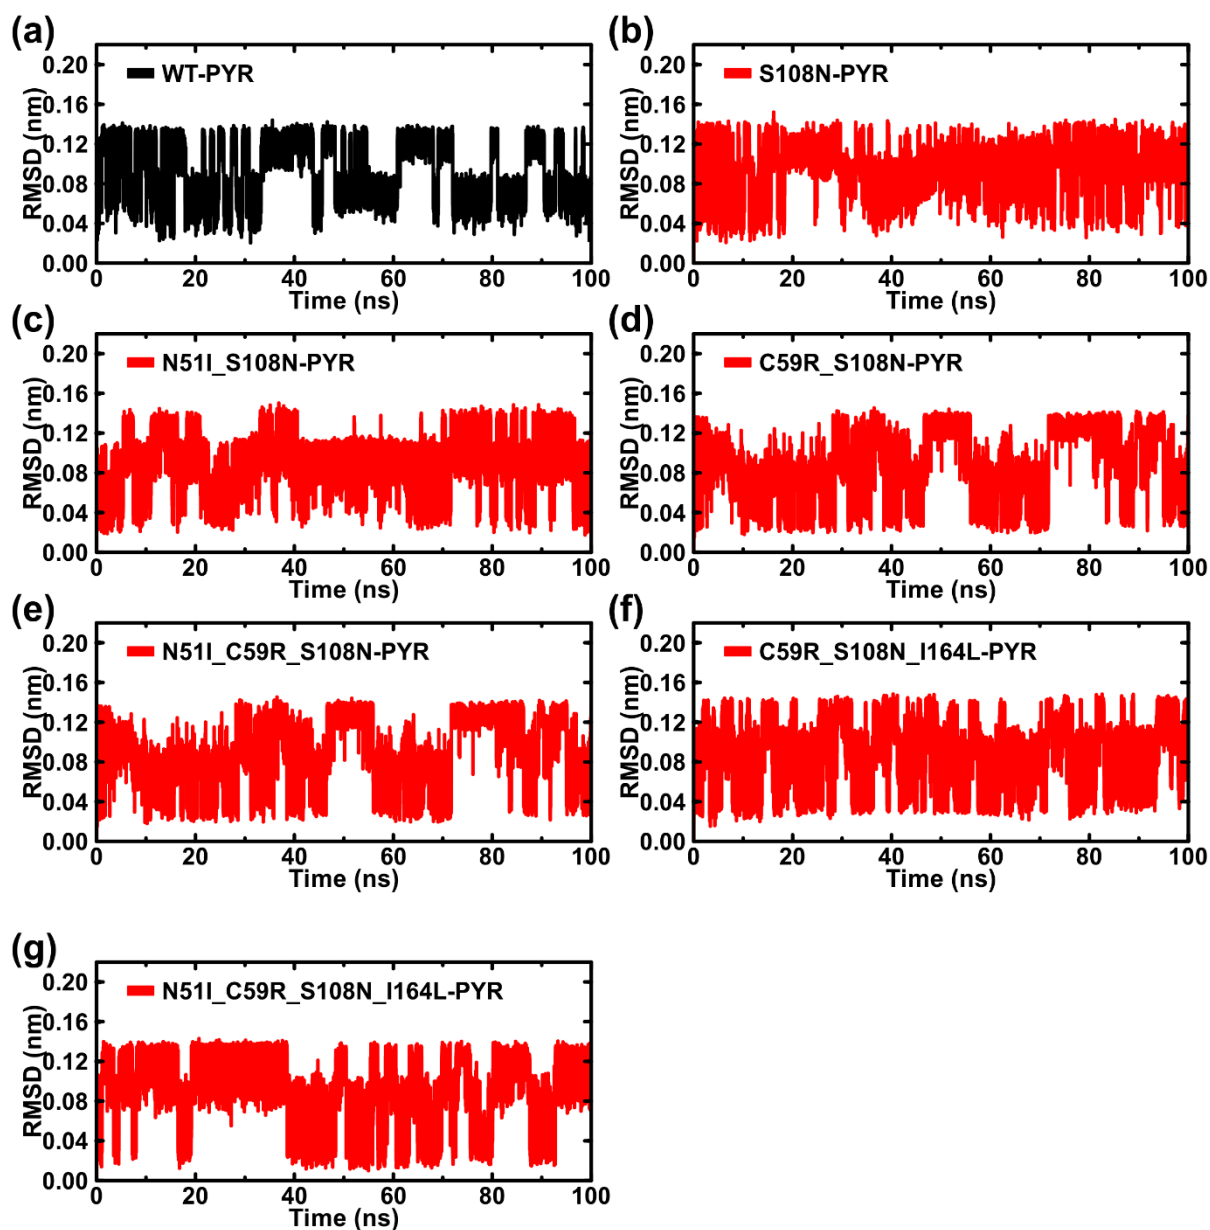 (a)
WT-PYR
RMSD (nm)
0.20
0.16
0.12
0.08
0.04
0.00
0 20 40 60 80 100
Time (ns)
(b)
S108N-PYR
RMSD (nm)
0.20
0.16
0.12
0.08
0.04
0.00
0 20 40 60 80 100
Time (ns)
(c)
N51I_S108N-PYR
RMSD (nm)
0.20
0.16
0.12
0.08
0.04
0.00
0 20 40 60 80 100
Time (ns)
(d)
C59R_S108N-PYR
RMSD (nm)
0.20
0.16
0.12
0.08
0.04
0.00
0 20 40 60 80 100
Time (ns)
(e)
N51I_C59R_S108N-PYR
RMSD (nm)
0.20
0.16
0.12
0.08
0.04
0.00
0 20 40 60 80 100
Time (ns)
(f)
C59R_S108N_I164L-PYR
RMSD (nm)
0.20
0.16
0.12
0.08
0.04
0.00
0 20 40 60 80 100
Time (ns)
(g)
N51I_C59R_S108N_I164L-PYR
RMSD (nm)
0.20
0.16
0.12
0.08
0.04
0.00
0 20 40 60 80 100
Time (ns)